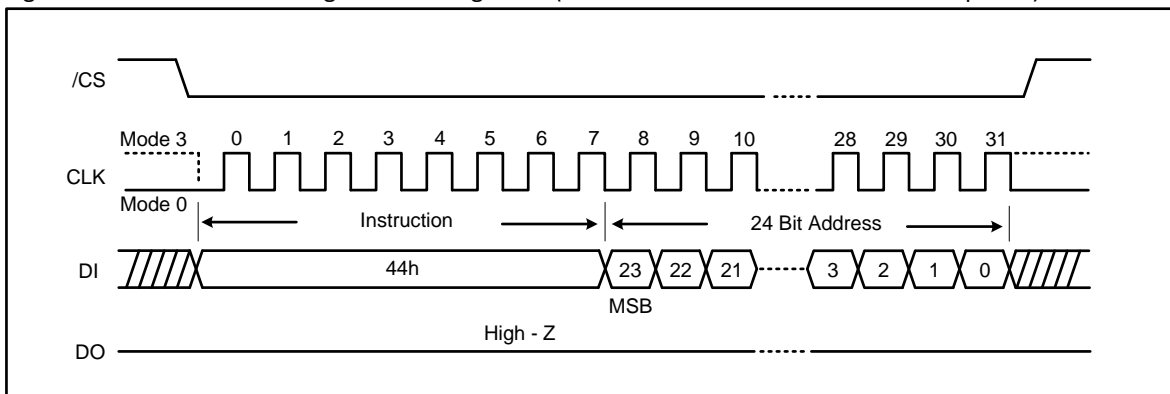 /CS
Mode 3 0 1 2 3 4 5 6 7 8 9 10 28 29 30 31
CLK
Mode 0
Instruction 24 Bit Address
DI 44h 23 22 21 3 2 1 0
MSB
High - Z
DO